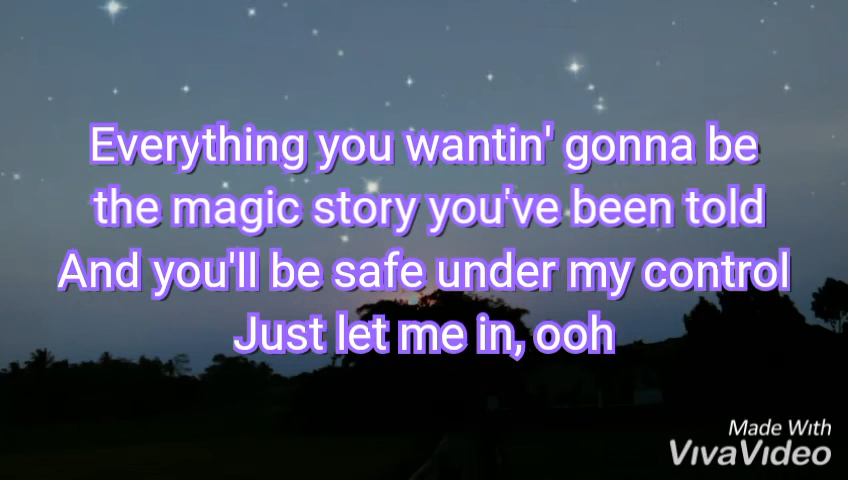 Everything you wantin' gonna be
the magic story you've been told
And you'll be safe under my control
Just let me in, ooh
Made With
VivaVideo